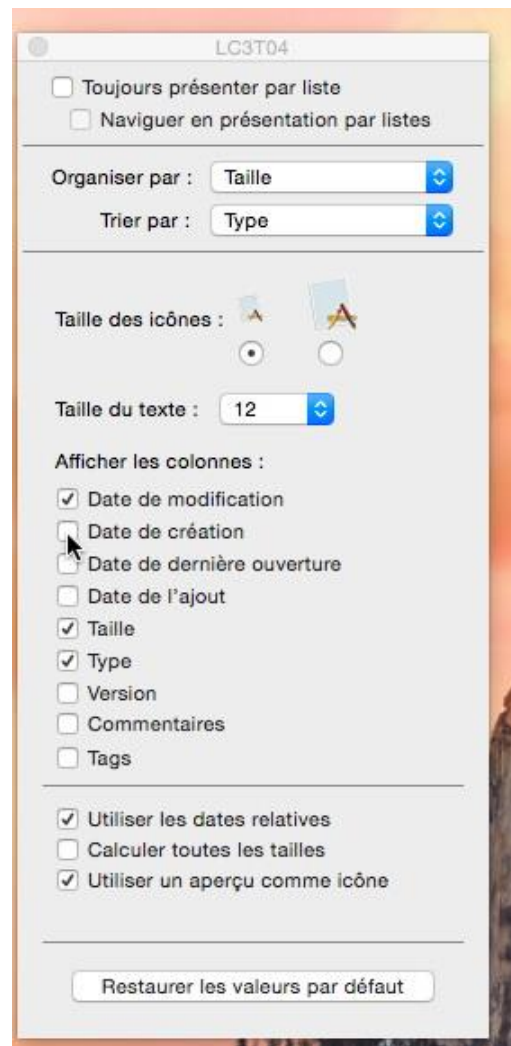 LC3T04
Toujours présenter par liste
Naviguer en présentation par listes
Organiser par : Taille
Trier par : Type
Taille des icônes :
Taille du texte : 12
Afficher les colonnes :
Date de modification
Date de création
Date de dernière ouverture
Date de l'ajout
Taille
Type
Version
Commentaires
Tags
Utiliser les dates relatives
Calculer toutes les tailles
Utiliser un aperçu comme icône
Restaurer les valeurs par défaut